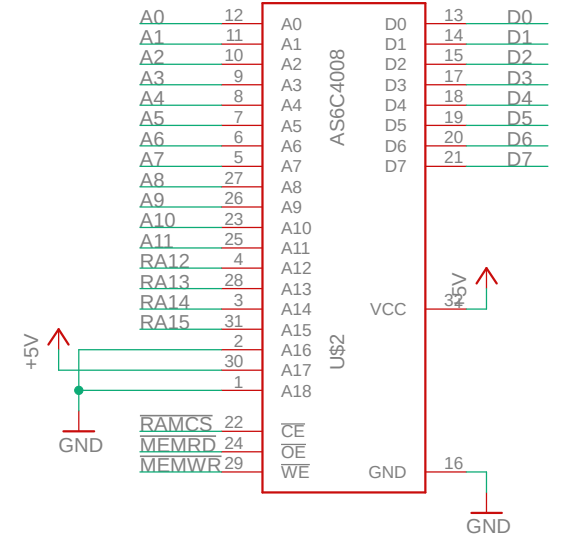 A0 12 A0 D0 13 D0
A1 11 A1 D1 14 D1
A2 10 A2 D2 15 D2
A3 9 A3 D3 17 D3
A4 8 A4 D4 18 D4
A5 7 A5 D5 19 D5
A6 6 A6 D6 20 D6
A7 5 A7 D7 21 D7
AS6C4008
A8 27 A8
A9 26 A9
A10 23 A10
A11 25 A11
RA12 4 A12
RA13 28 A13
RA14 3 A14 VCC 32 +5V
RA15 31 A15
2 A16
U$2
+5V 30 A17
1 A18
GND
RAMCS 22 CE
MEMRD 24 OE
MEMWR 29 WE GND 16
GND